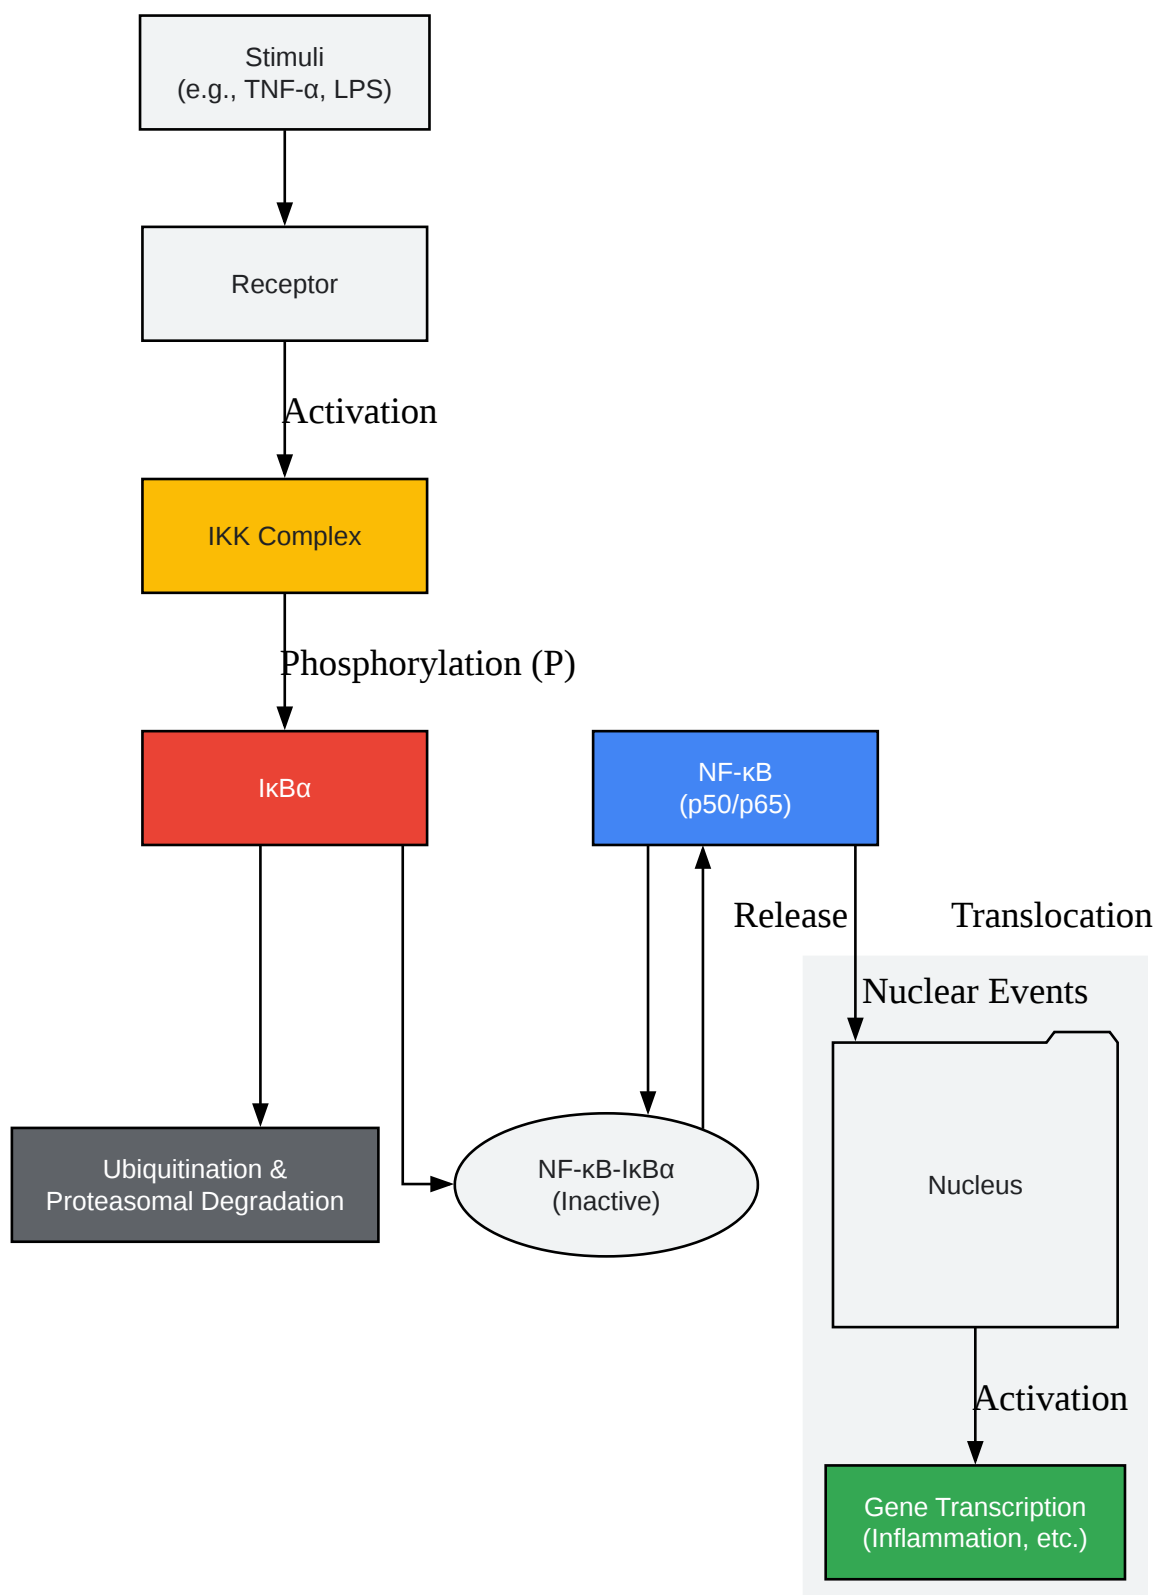 Stimuli
(e.g., TNF-α, LPS)
Receptor
Activation
IKK Complex
Phosphorylation (P)
IκBα
NF-κB
(p50/p65)
Release
Translocation
Nuclear Events
Ubiquitination &
Proteasomal Degradation
NF-κB-IκBα
(Inactive)
Nucleus
Activation
Gene Transcription
(Inflammation, etc.)